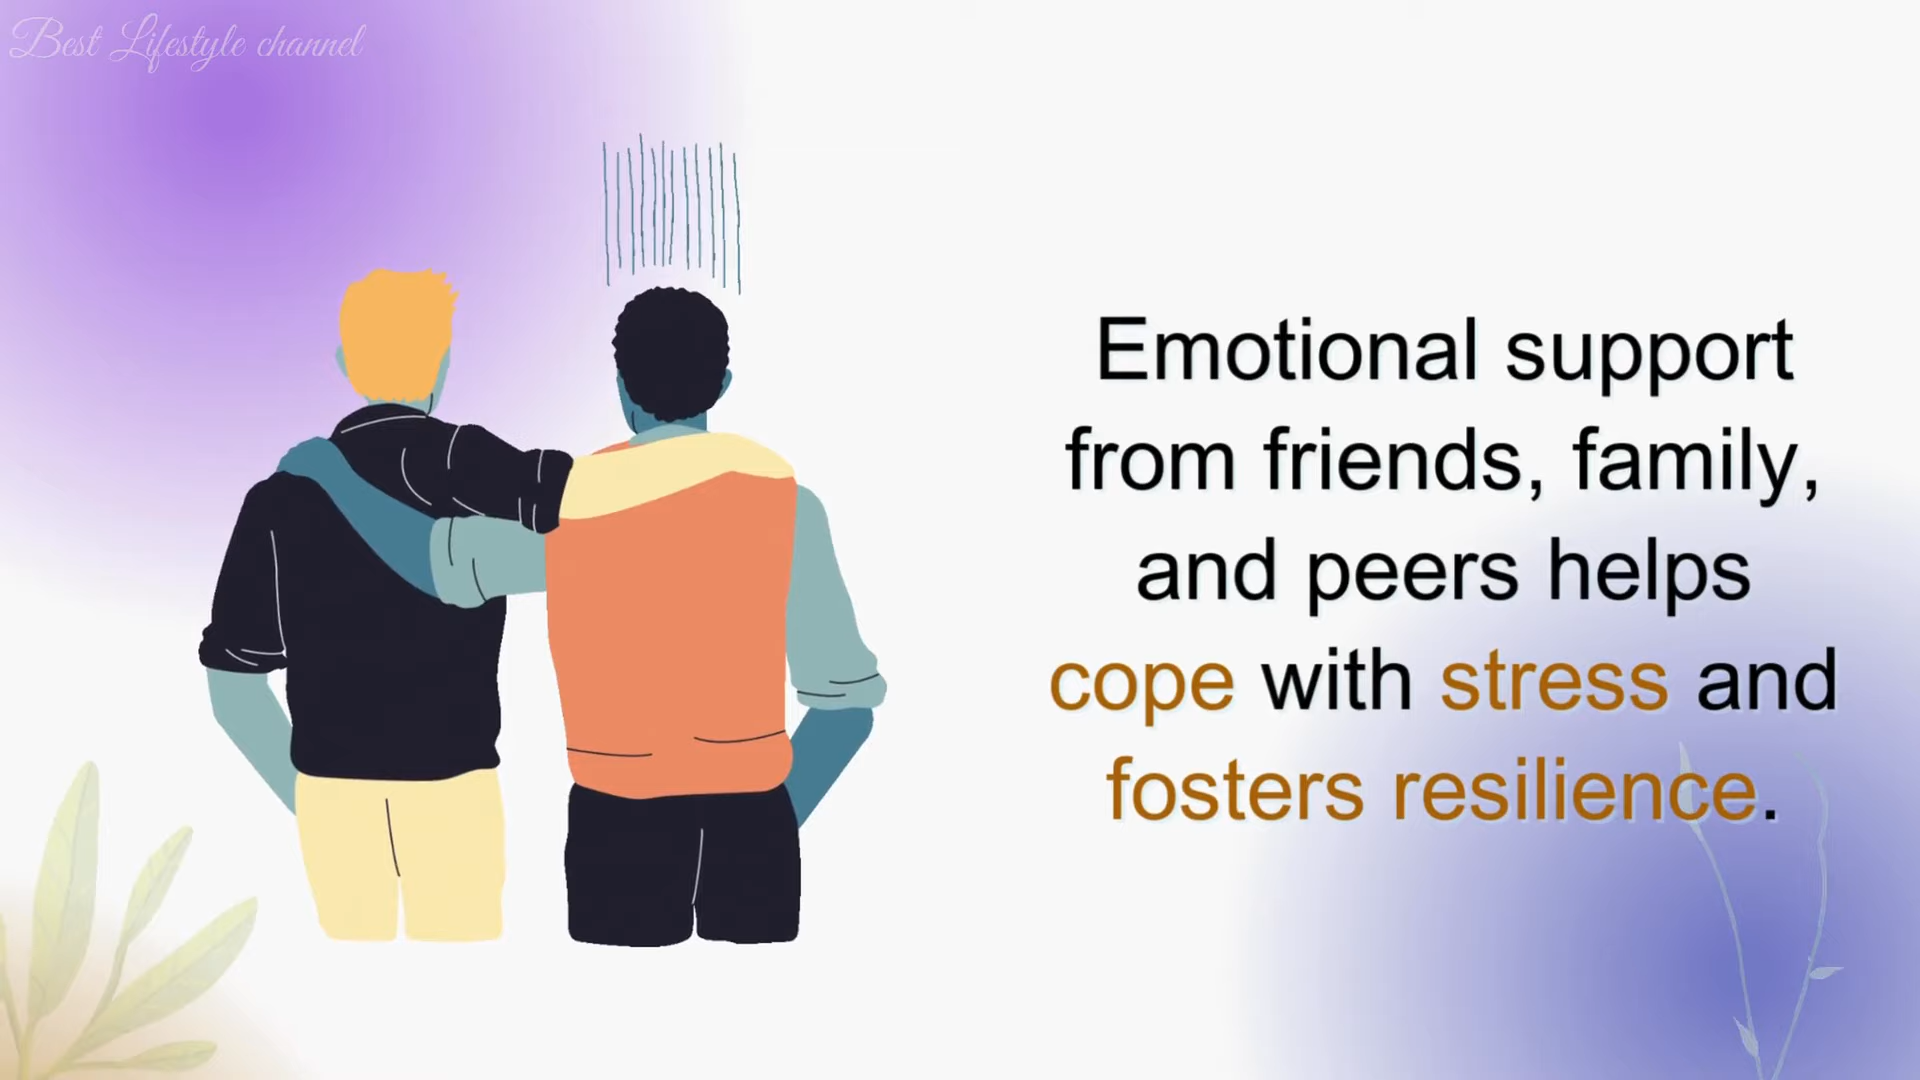 Best Lifestyle channel
Emotional support
from friends, family,
and peers helps
cope with stress and
fosters resilience.